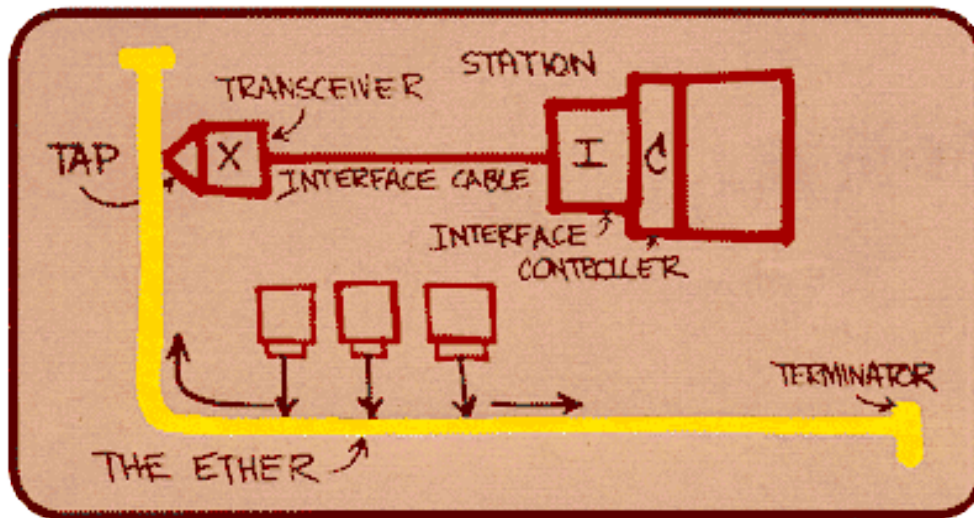 STATION
TRANSCEIVER
TAP
X
I
C
INTERFACE CABLE
INTERFACE
CONTROLLER
TERMINATOR
THE ETHER